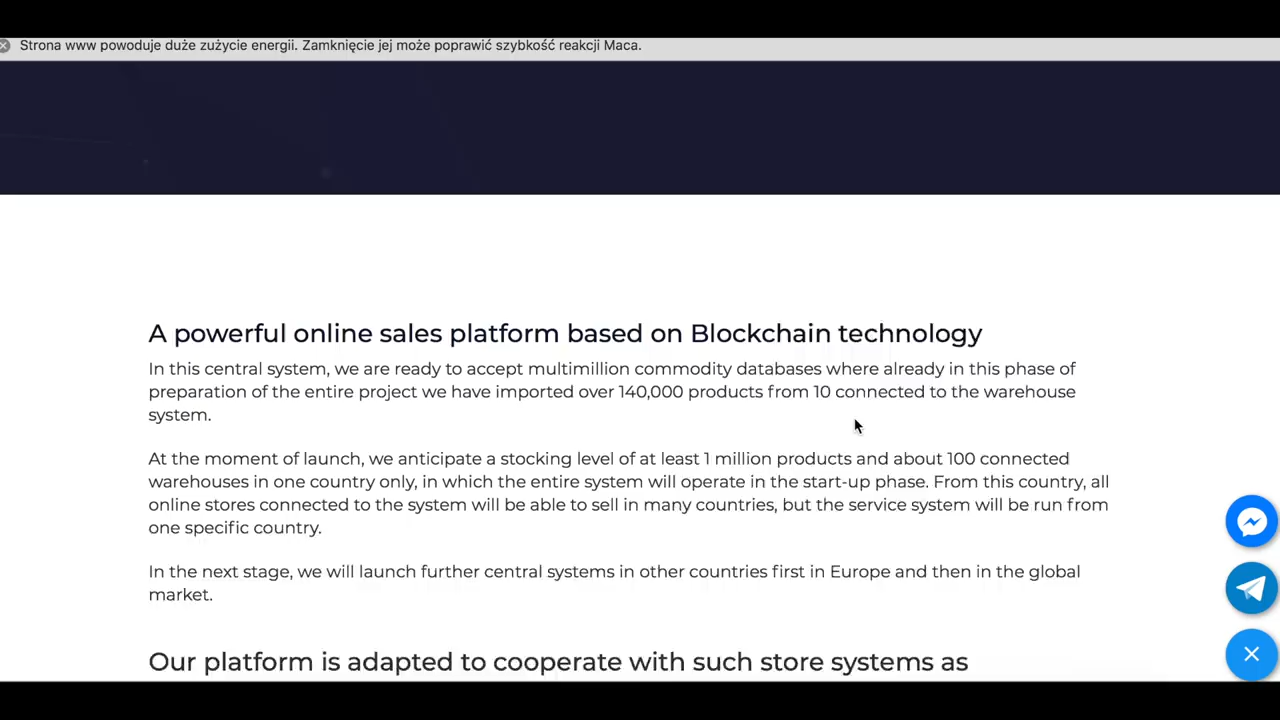 Strona www powoduje duże zużycie energii. Zamknięcie jej może poprawić szybkość reakcji Maca.
A powerful online sales platform based on Blockchain technology
In this central system, we are ready to accept multimillion commodity databases where already in this phase of
preparation of the entire project we have imported over 140,000 products from 10 connected to the warehouse
system.
At the moment of launch, we anticipate a stocking level of at least 1 million products and about 100 connected
warehouses in one country only, in which the entire system will operate in the start-up phase. From this country, all
online stores connected to the system will be able to sell in many countries, but the service system will be run from
one specific country.
In the next stage, we will launch further central systems in other countries first in Europe and then in the global
market.
Our platform is adapted to cooperate with such store systems as